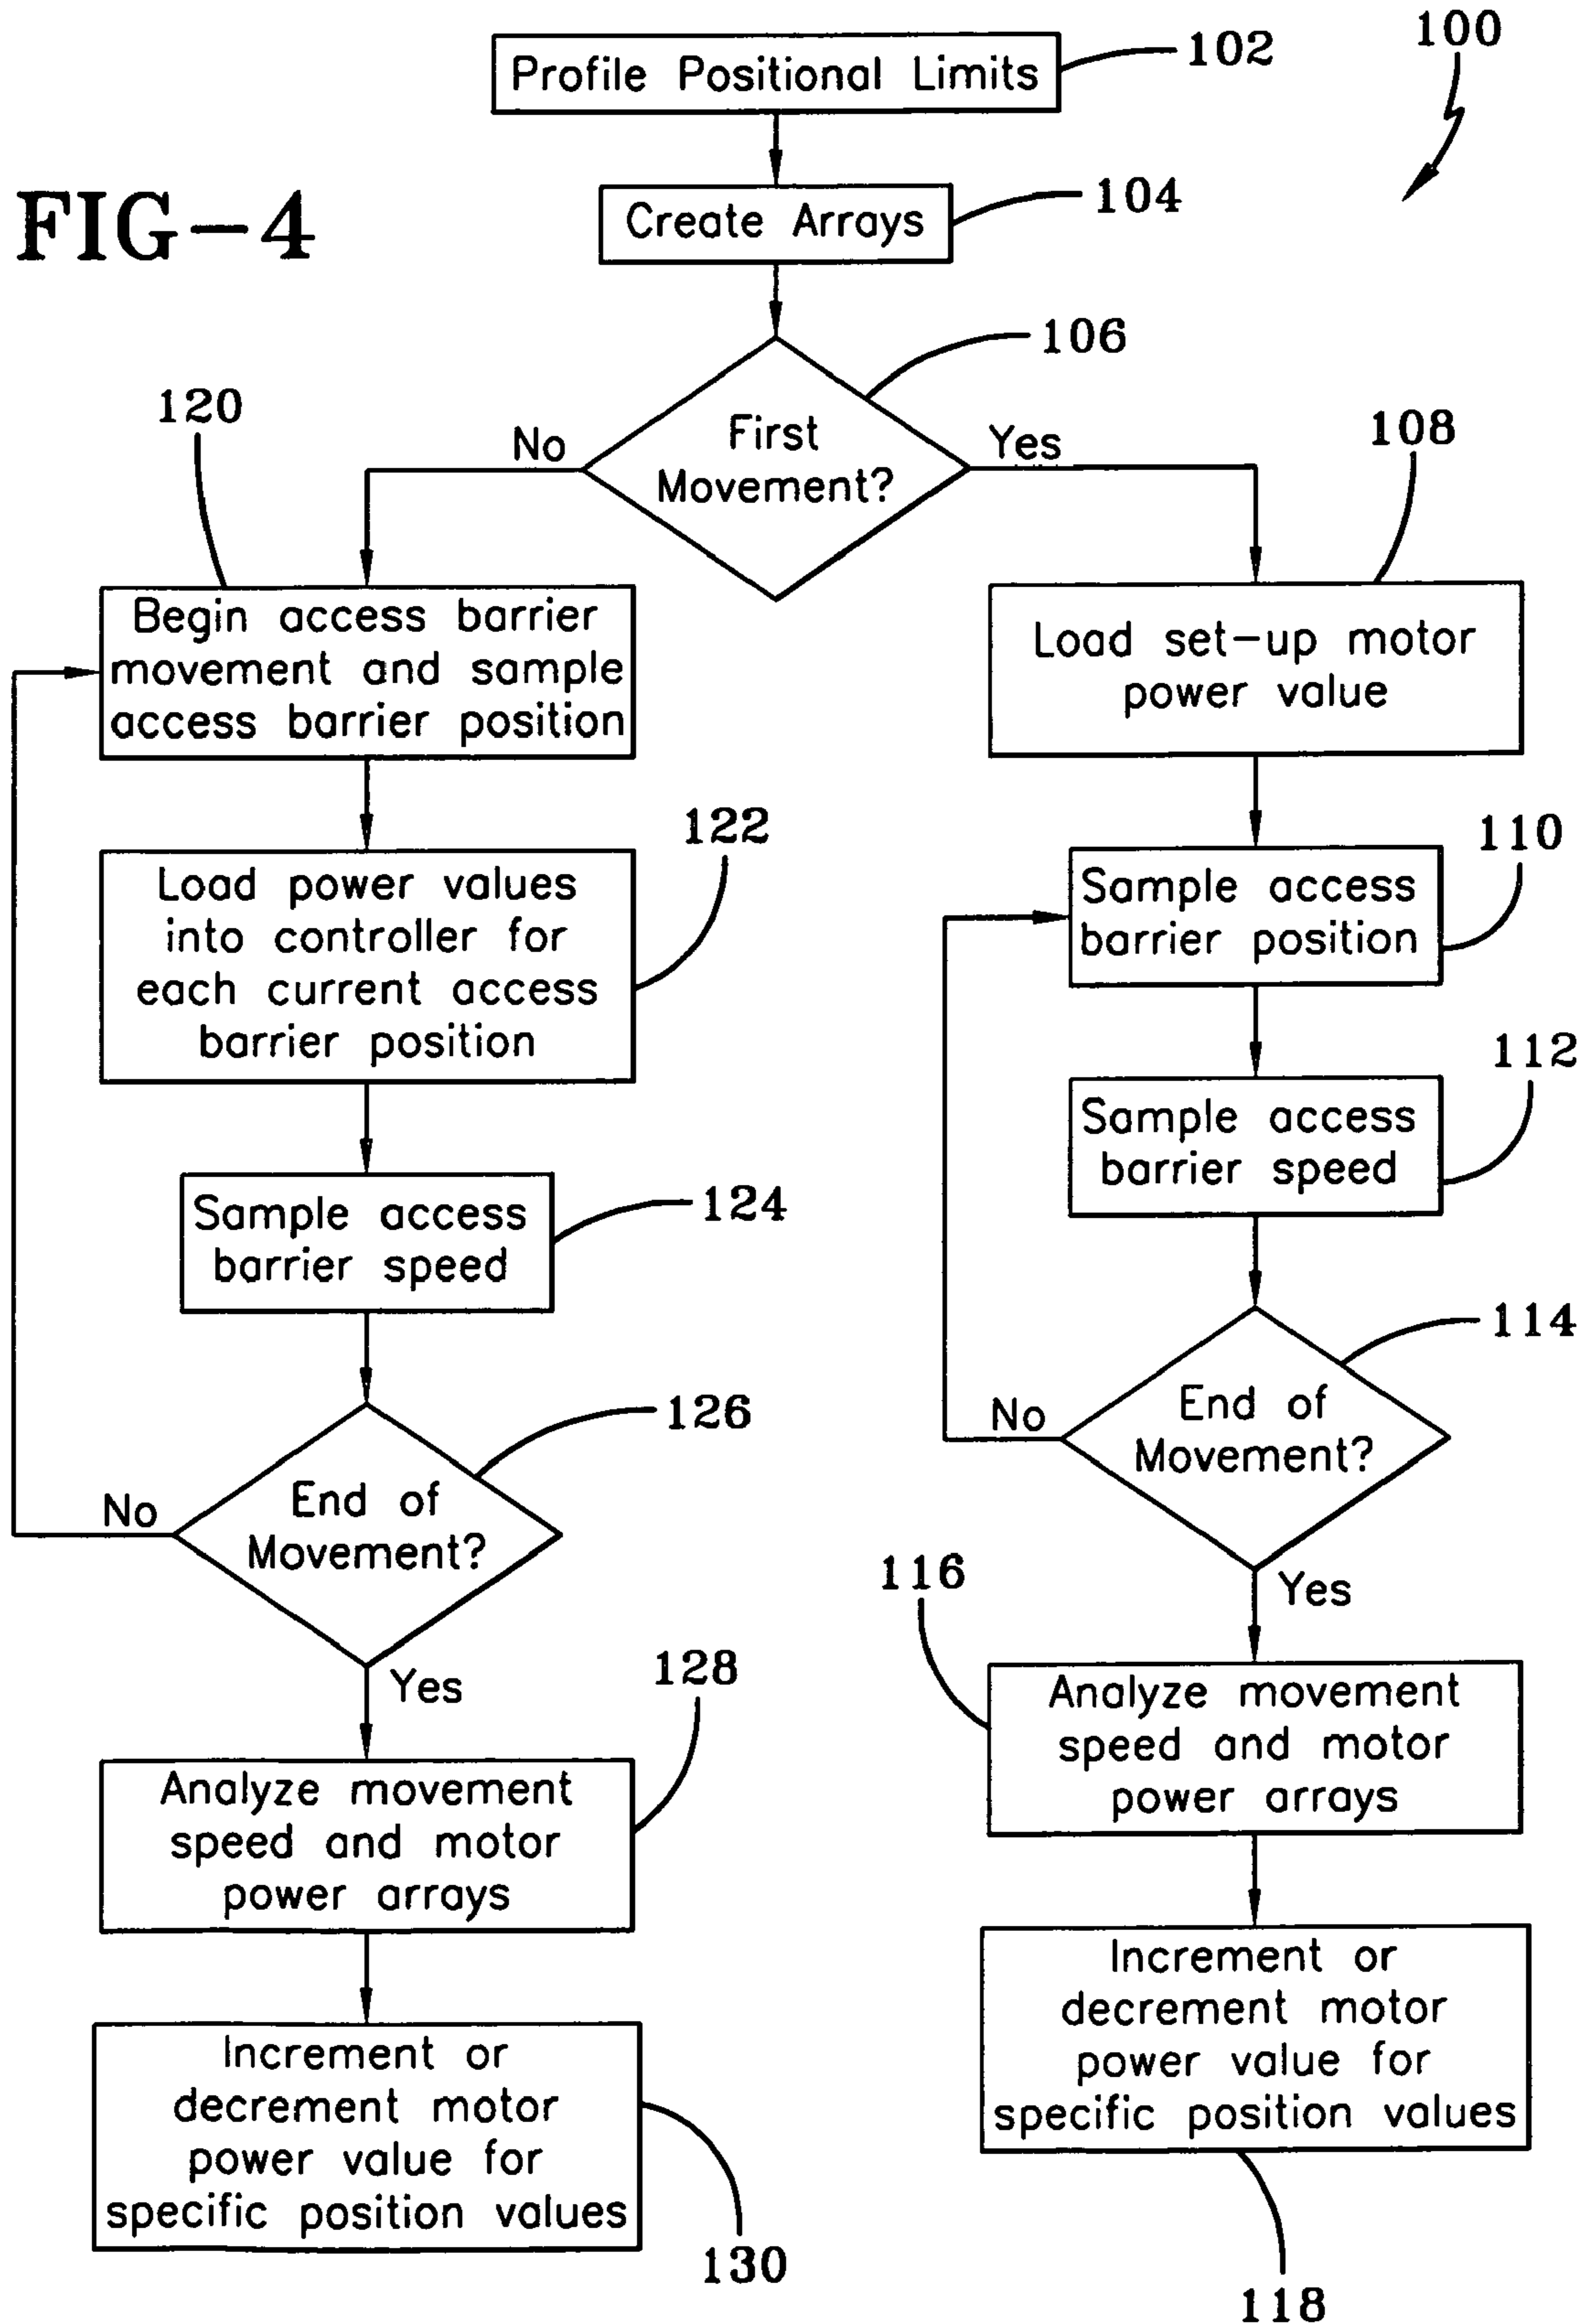 100
102
Profile Positional Limits
FIG-4
104
Create Arrays
106
First
Movement?
No
Yes
120
Begin access barrier
movement and sample
access barrier position
122
Load power values
into controller for
each current access
barrier position
124
Sample access
barrier speed
126
End of
Movement?
No
Yes
128
Analyze movement
speed and motor
power arrays
Increment or
decrement motor
power value for
specific position values
130
108
Load set-up motor
power value
110
Sample access
barrier position
112
Sample access
barrier speed
114
End of
Movement?
No
Yes
116
Analyze movement
speed and motor
power arrays
Increment or
decrement motor
power value for
specific position values
118